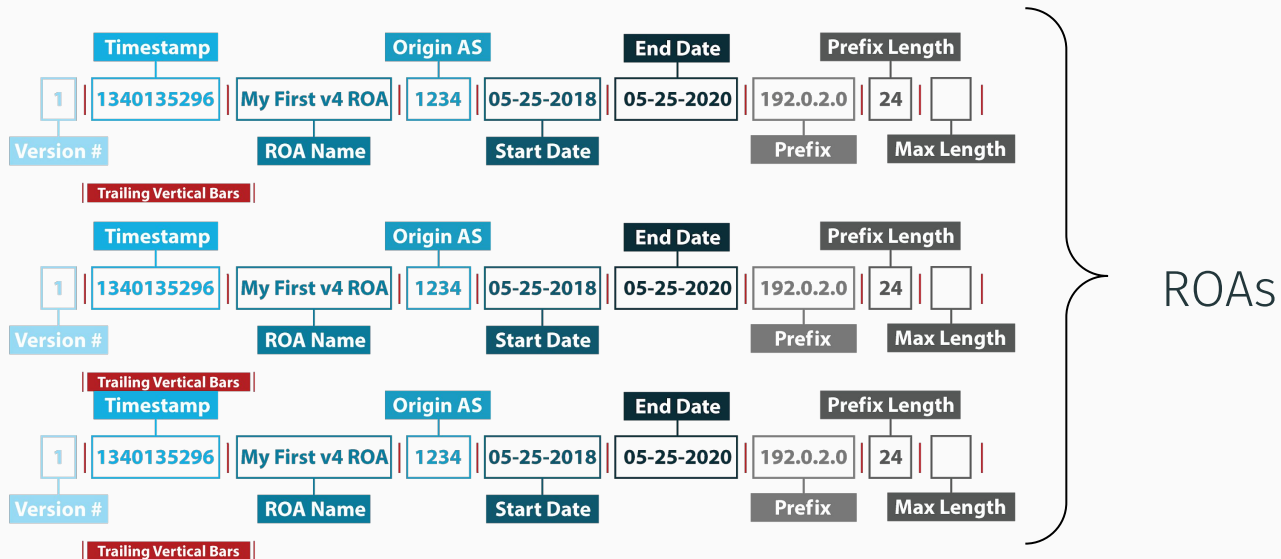 Timestamp Origin AS End Date Prefix Length
1 | 1340135296 | My First v4 ROA | 1234 | 05-25-2018 | 05-25-2020 | 192.0.2.0 | 24 | |
Version # ROA Name Start Date Prefix Max Length
| Trailing Vertical Bars |
Timestamp Origin AS End Date Prefix Length
1 | 1340135296 | My First v4 ROA | 1234 | 05-25-2018 | 05-25-2020 | 192.0.2.0 | 24 | |
ROAs
Version # ROA Name Start Date Prefix Max Length
| Trailing Vertical Bars |
Timestamp Origin AS End Date Prefix Length
1 | 1340135296 | My First v4 ROA | 1234 | 05-25-2018 | 05-25-2020 | 192.0.2.0 | 24 | |
Version # ROA Name Start Date Prefix Max Length
| Trailing Vertical Bars |